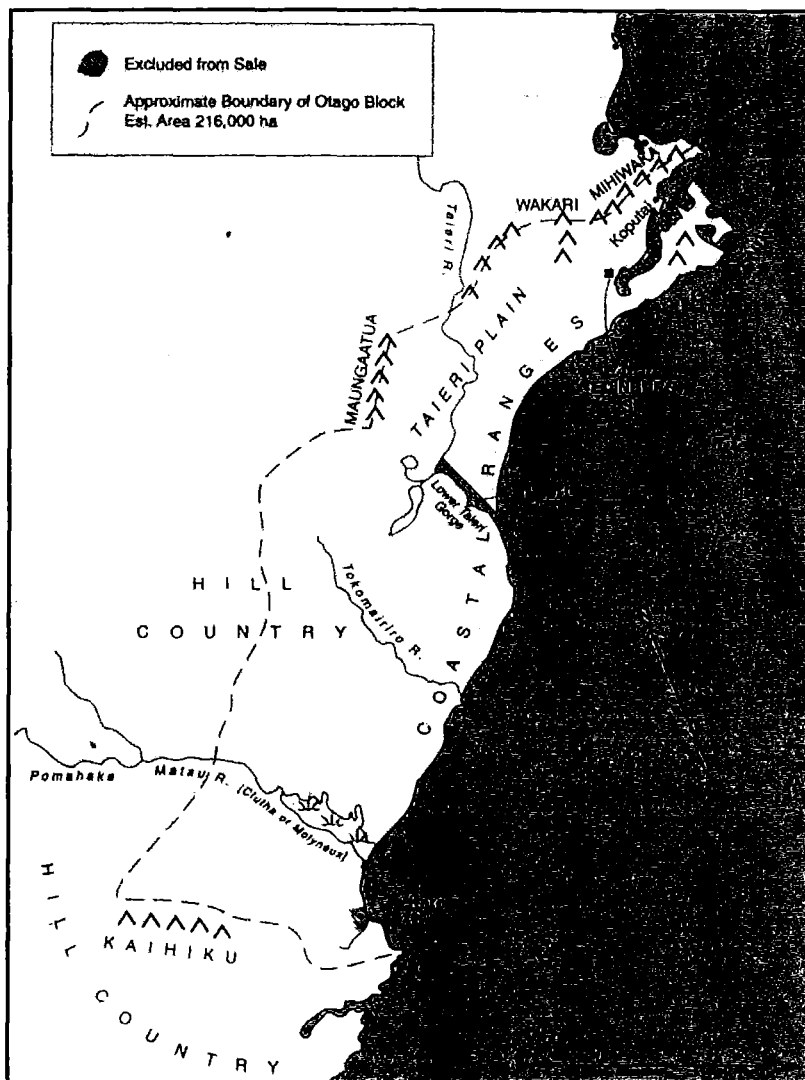 Excluded from Sale
Approximate Boundary of Otago Block
Est. Area 216,000 ha
MIHIWAKA
WAKARI
Koputai
Taieri R.
MAUNGAATUA
TAIERI PLAIN
COASTAL RANGES
Lower Taieri
Gorge
HILL
COUNTRY
Tokomairiro R.
Pomahaka
Matau R. (Clutha or Molyneux)
KAIHIKU
HILL COUNTRY